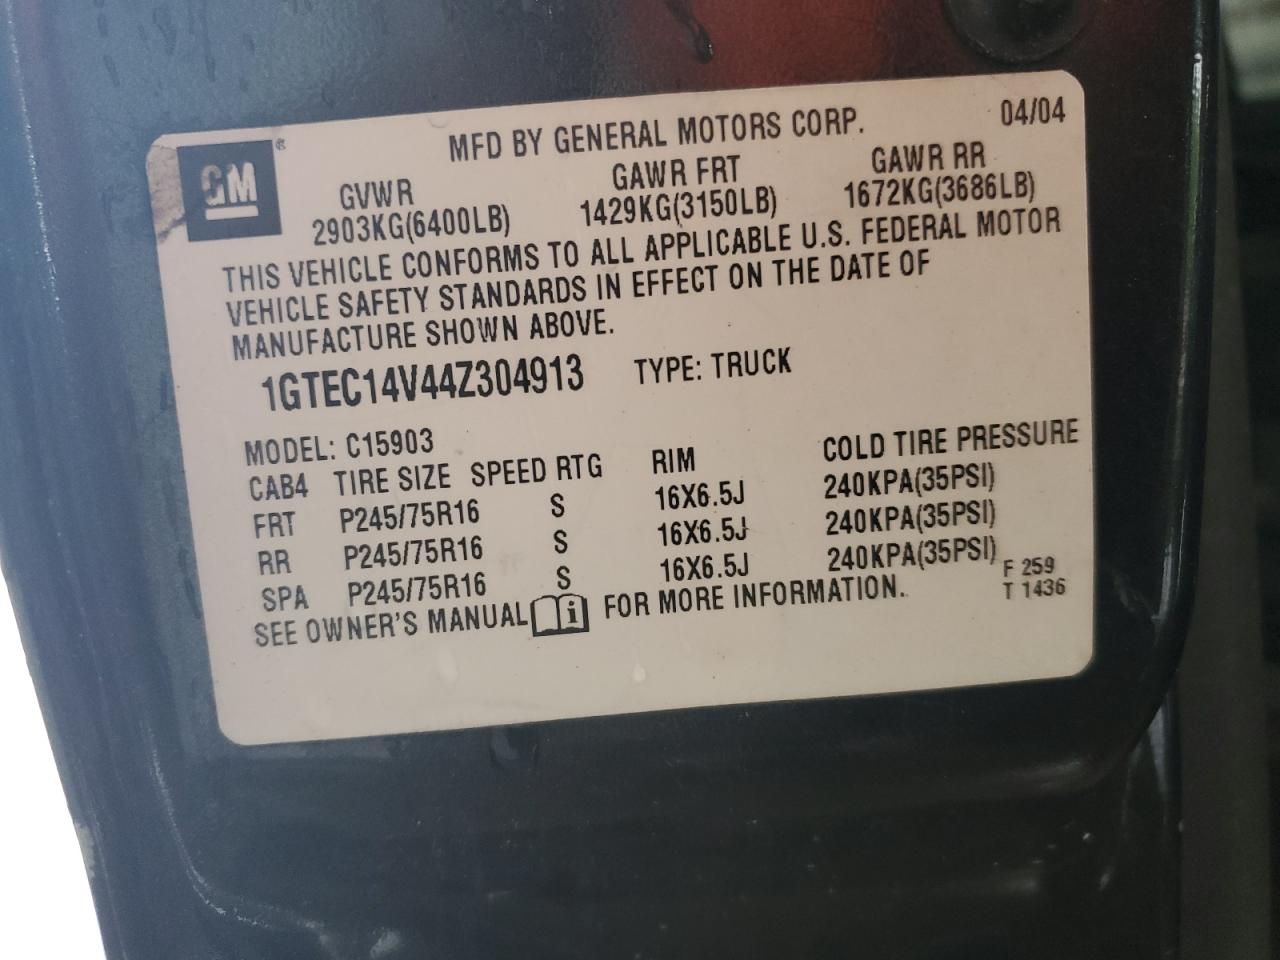 GM ®
MFD BY GENERAL MOTORS CORP. 04/04
GVWR GAWR FRT GAWR RR
2903KG(6400LB) 1429KG(3150LB) 1672KG(3686LB)
THIS VEHICLE CONFORMS TO ALL APPLICABLE U.S. FEDERAL MOTOR
VEHICLE SAFETY STANDARDS IN EFFECT ON THE DATE OF
MANUFACTURE SHOWN ABOVE.
1GTEC14V44Z304913 TYPE: TRUCK
MODEL: C15903
CAB4 TIRE SIZE SPEED RTG RIM COLD TIRE PRESSURE
FRT P245/75R16 S 16X6.5J 240KPA(35PSI)
RR P245/75R16 S 16X6.5J 240KPA(35PSI)
SPA P245/75R16 S 16X6.5J 240KPA(35PSI)
SEE OWNER'S MANUAL i FOR MORE INFORMATION.
F 259
T 1436